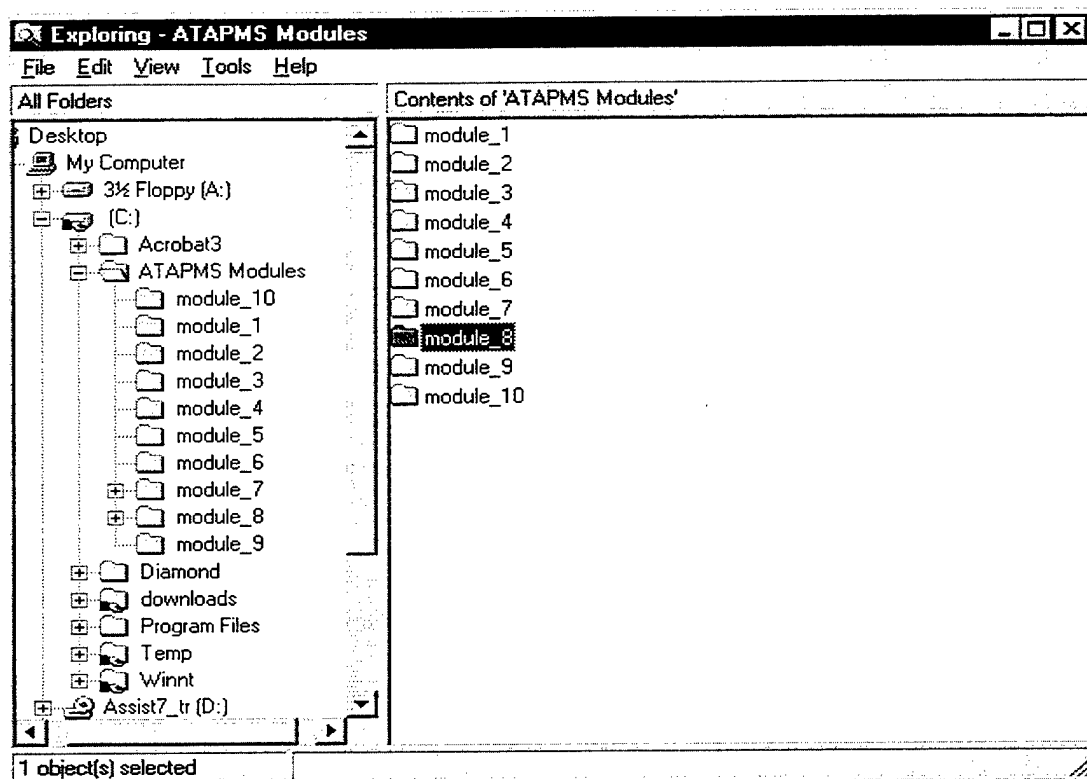 Exploring - ATAPMS Modules
File Edit View Tools Help
All Folders
Contents of 'ATAPMS Modules'
Desktop
My Computer
3½ Floppy (A:)
(C:)
Acrobat3
ATAPMS Modules
module_10
module_1
module_2
module_3
module_4
module_5
module_6
module_7
module_8
module_9
Diamond
downloads
Program Files
Temp
Winnt
Assist7_tr (D:)
module_1
module_2
module_3
module_4
module_5
module_6
module_7
module_8
module_9
module_10
1 object(s) selected